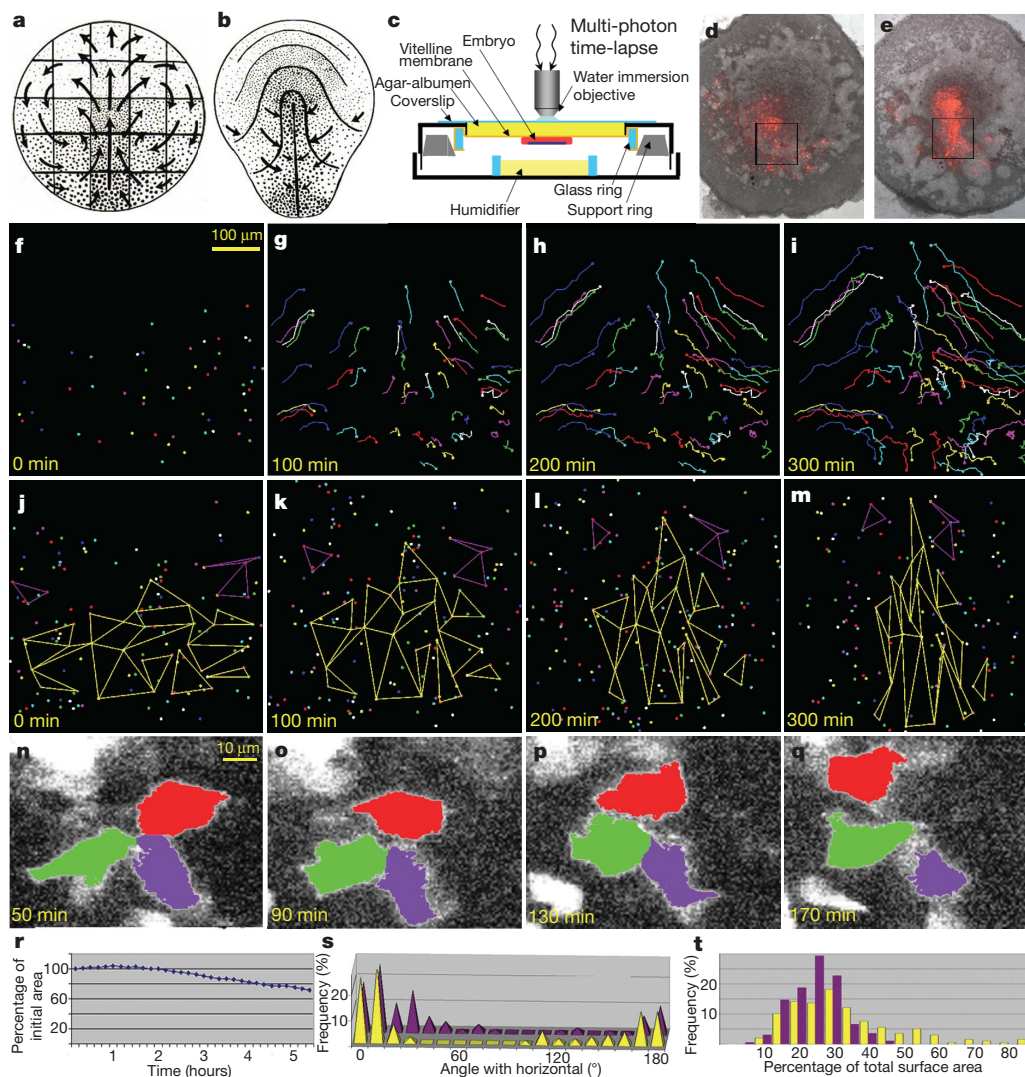 a
b
c
Multi-photon
time-lapse
Embryo
Vitelline
membrane
Agar-albumen
Coverslip
Water immersion
objective
Glass ring
Humidifier
Support ring
d
e
f
100 μm
0 min
g
100 min
h
200 min
i
300 min
j
0 min
k
100 min
l
200 min
m
300 min
n
10 μm
50 min
o
90 min
p
130 min
q
170 min
r
Percentage of
initial area
100
80
60
40
20
1 2 3 4 5
Time (hours)
s
Frequency (%)
20
10
0 60 120 180
Angle with horizontal (°)
t
Frequency (%)
20
10
10 20 30 40 50 60 70 80
Percentage of total surface area